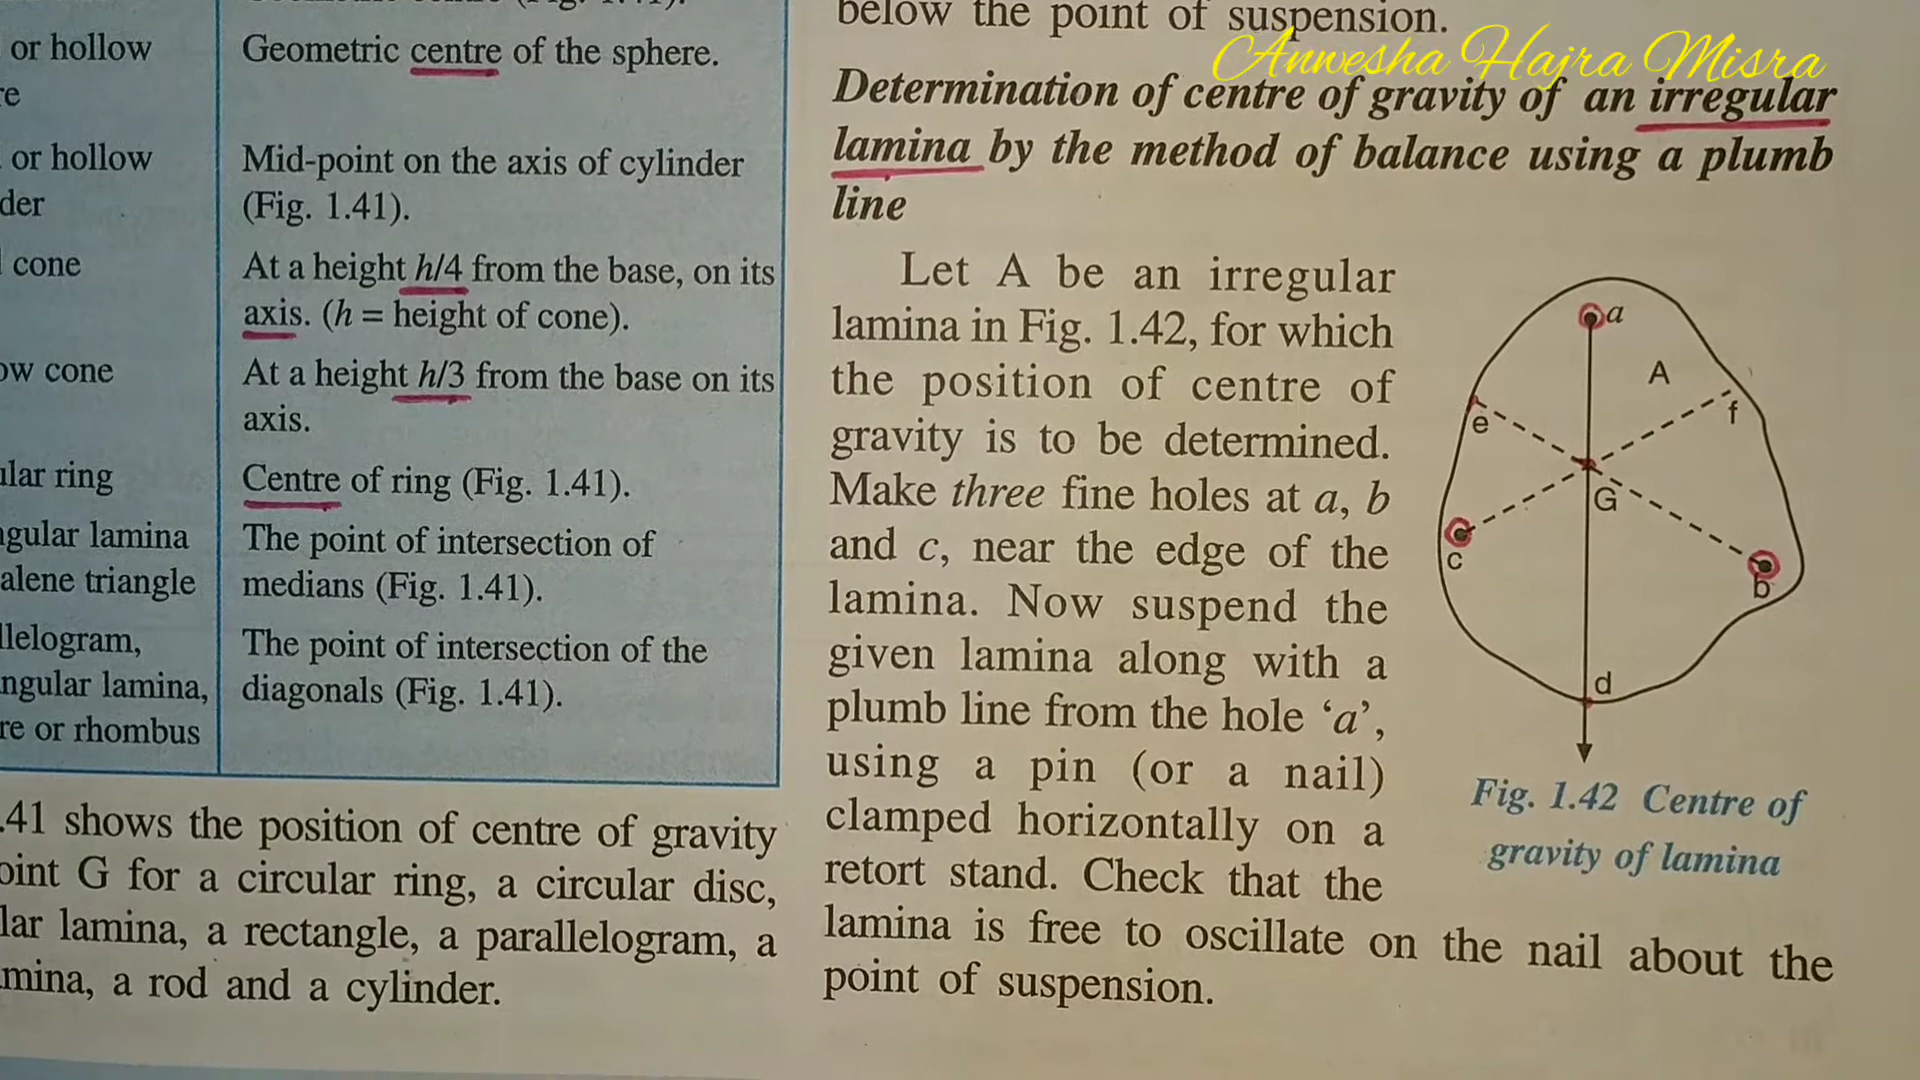 Anwesha Hajra Misra
or hollow
Geometric centre of the sphere.
or hollow
Mid-point on the axis of cylinder
(Fig. 1.41).
cone
At a height h/4 from the base, on its
axis. (h = height of cone).
ow cone
At a height h/3 from the base on its
axis.
ular ring
Centre of ring (Fig. 1.41).
ngular lamina
alene triangle
The point of intersection of
medians (Fig. 1.41).
llelogram,
ngular lamina,
re or rhombus
The point of intersection of the
diagonals (Fig. 1.41).
.41 shows the position of centre of gravity
oint G for a circular ring, a circular disc,
lar lamina, a rectangle, a parallelogram, a
mina, a rod and a cylinder.
below the point of suspension.
Determination of centre of gravity of an irregular
lamina by the method of balance using a plumb
line
Let A be an irregular
lamina in Fig. 1.42, for which
the position of centre of
gravity is to be determined.
Make three fine holes at a, b
and c, near the edge of the
lamina. Now suspend the
given lamina along with a
plumb line from the hole ‘a’,
using a pin (or a nail)
clamped horizontally on a
retort stand. Check that the
lamina is free to oscillate on the nail about the
point of suspension.
a
A
e
f
G
c
b
d
Fig. 1.42 Centre of
gravity of lamina